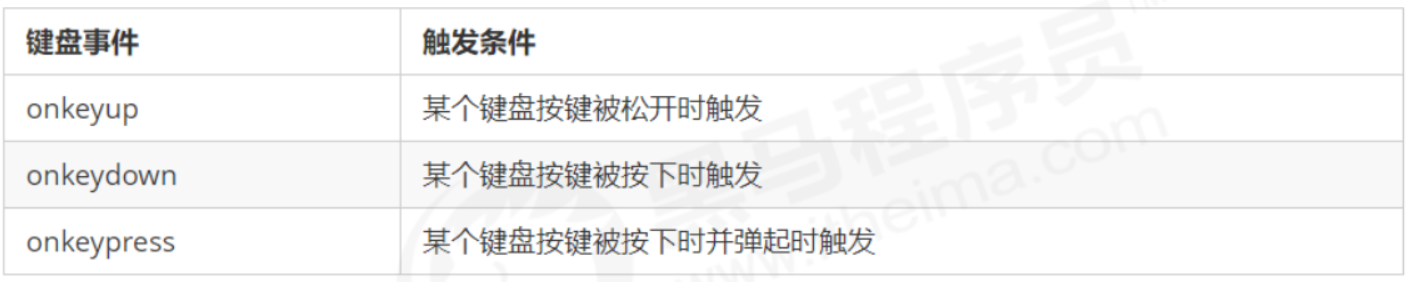 键盘事件 触发条件
onkeyup 某个键盘按键被松开时触发
onkeydown 某个键盘按键被按下时触发
onkeypress 某个键盘按键被按下时并弹起时触发
黑马程序员
www.itheima.com